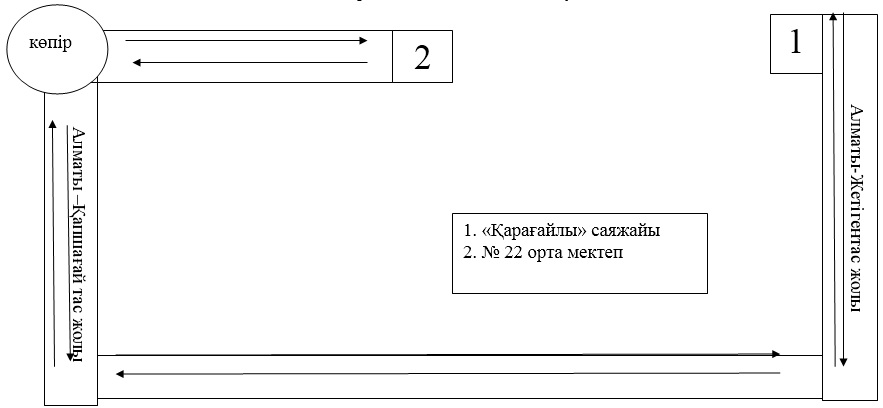 көпір
2
1
Алматы –Қапшағай тас жолы
Алматы-Жетігентас жолы
1. «Қарағайлы» саяжайы
2. № 22 орта мектеп